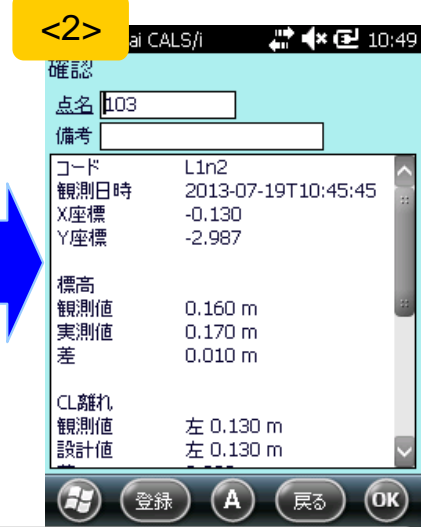 <2>
ai CALS/i 10:49
確認
点名 103
備考
コード L1n2
観測日時 2013-07-19T10:45:45
X座標 -0.130
Y座標 -2.987
標高
観測値 0.160 m
実測値 0.170 m
差 0.010 m
CL離れ
観測値 左 0.130 m
設計値 左 0.130 m
登録 A 戻る OK